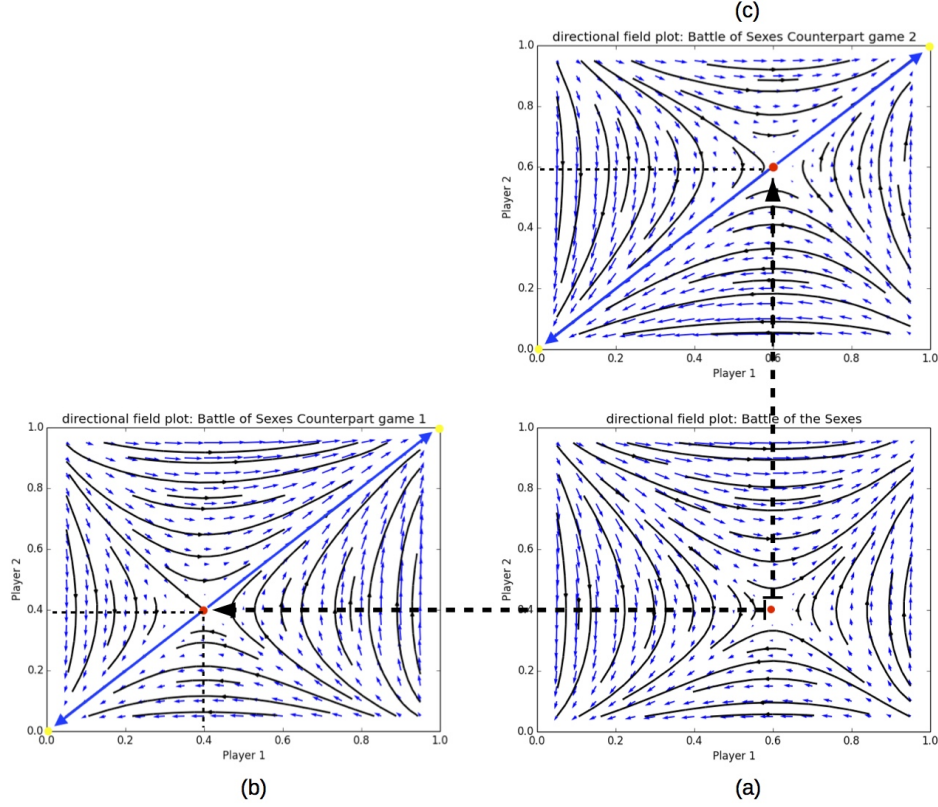 (c)
directional field plot: Battle of Sexes Counterpart game 2
1.0
0.8
0.6
0.4
0.2
0.0
Player 2
0.0 0.2 0.4 0.6 0.8 1.0
Player 1
directional field plot: Battle of Sexes Counterpart game 1
1.0
0.8
0.6
0.4
0.2
0.0
Player 2
0.0 0.2 0.4 0.6 0.8 1.0
Player 1
(b)
directional field plot: Battle of the Sexes
1.0
0.8
0.6
0.4
0.2
0.0
Player 2
0.0 0.2 0.4 0.6 0.8 1.0
Player 1
(a)